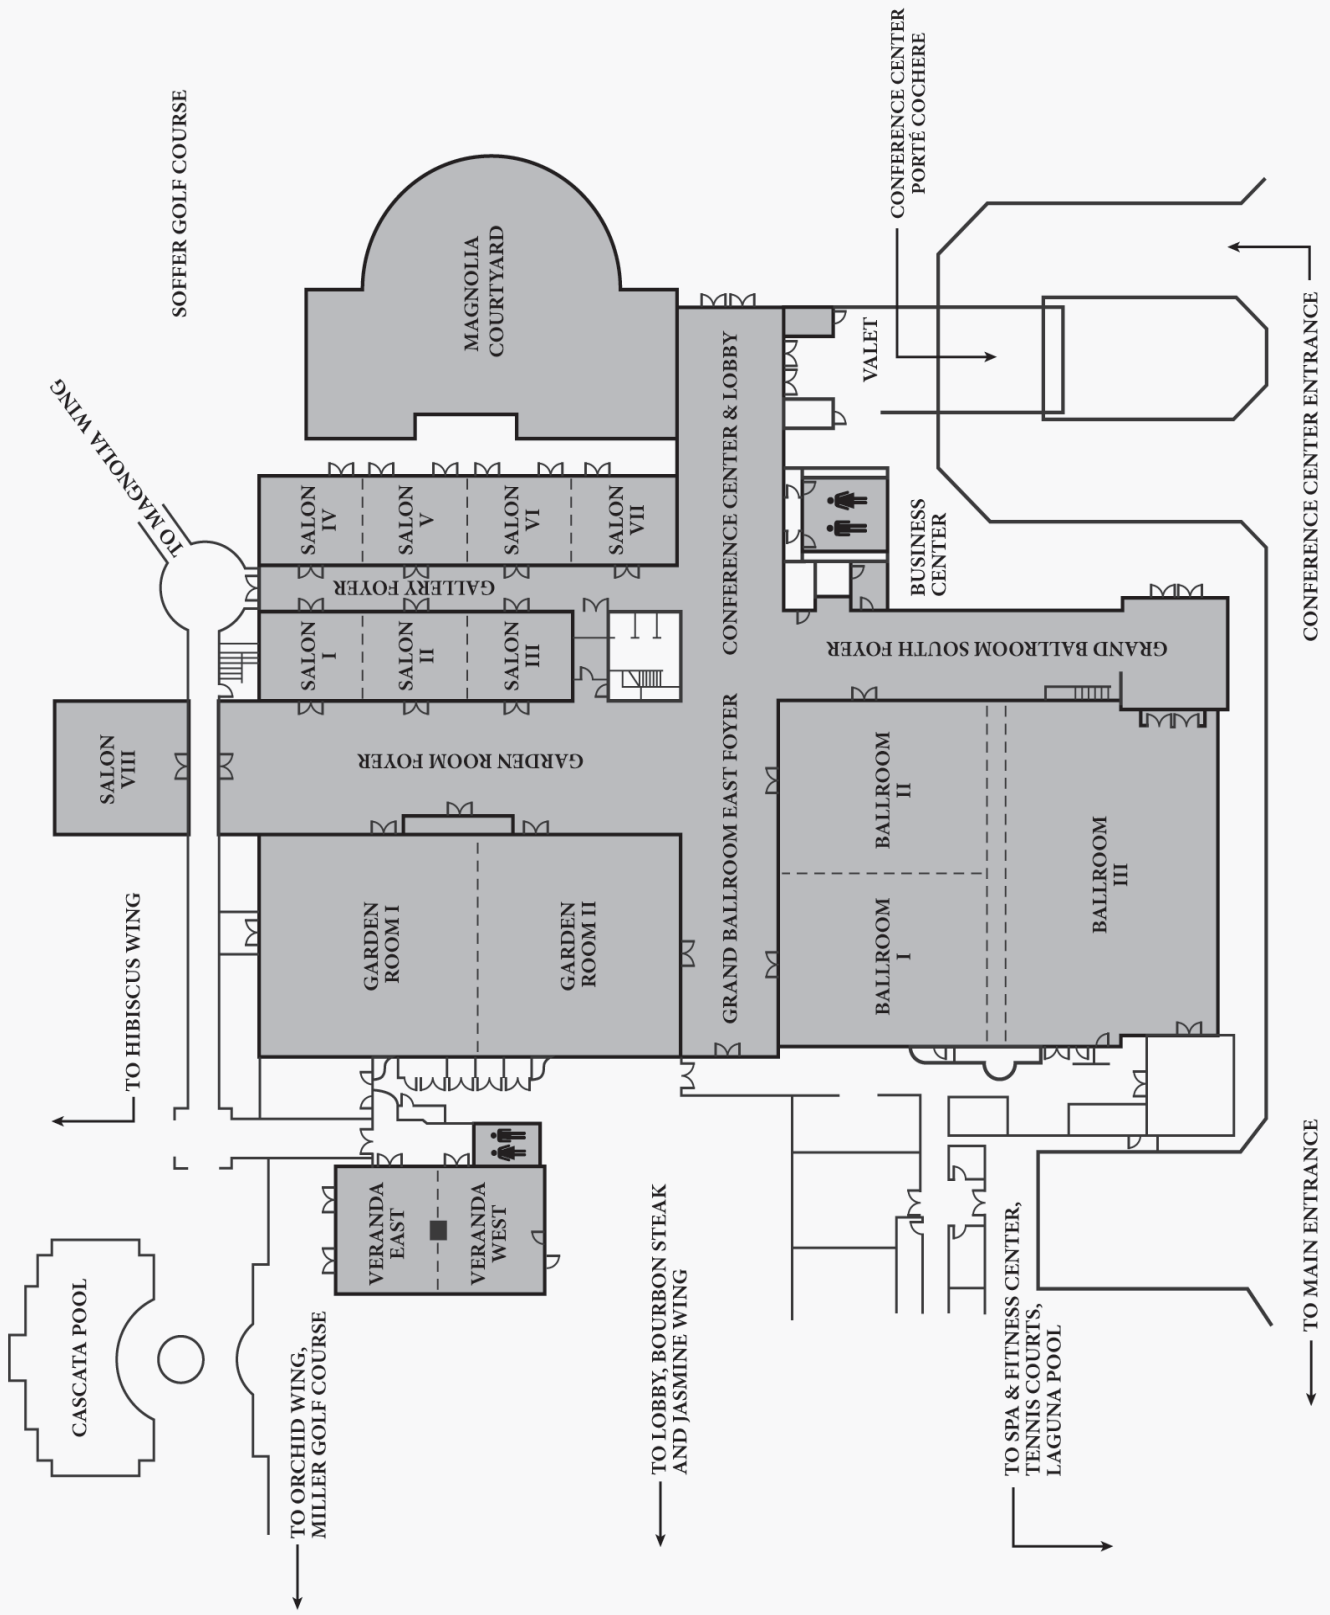 SOFFER GOLF COURSE
CONFERENCE CENTER
PORTÉ COCHERE
MAGNOLIA
COURTYARD
TO MAGNOLIA WING
VALET
CONFERENCE CENTER ENTRANCE
SALON
IV
SALON
V
SALON
VI
SALON
VII
GALLERY FOYER
CONFERENCE CENTER & LOBBY
BUSINESS
CENTER
SALON
I
SALON
II
SALON
III
GRAND BALLROOM SOUTH FOYER
SALON
VIII
GARDEN ROOM FOYER
GRAND BALLROOM EAST FOYER
BALLROOM
II
BALLROOM
III
GARDEN
ROOM I
GARDEN
ROOM II
BALLROOM
I
TO HIBISCUS WING
VERANDA
EAST
VERANDA
WEST
CASCATA POOL
TO ORCHID WING,
MILLER GOLF COURSE
TO LOBBY, BOURBON STEAK
AND JASMINE WING
TO SPA & FITNESS CENTER,
TENNIS COURTS,
LAGUNA POOL
TO MAIN ENTRANCE